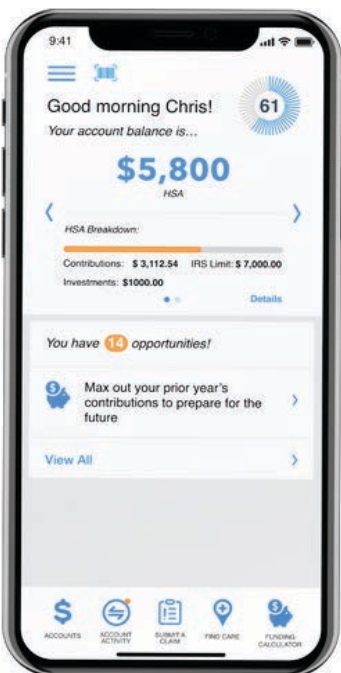 9:41
Good morning Chris!
61
Your account balance is...
$5,800
HSA
HSA Breakdown:
Contributions: $ 3,112.54 IRS Limit: $ 7,000.00
Investments: $1000.00
Details
You have 14 opportunities!
Max out your prior year's
contributions to prepare for the
future
View All
ACCOUNTS
ACCOUNT
ACTIVITY
SUBMIT A
CLAIM
FIND CARE
FUNDING
CALCULATOR